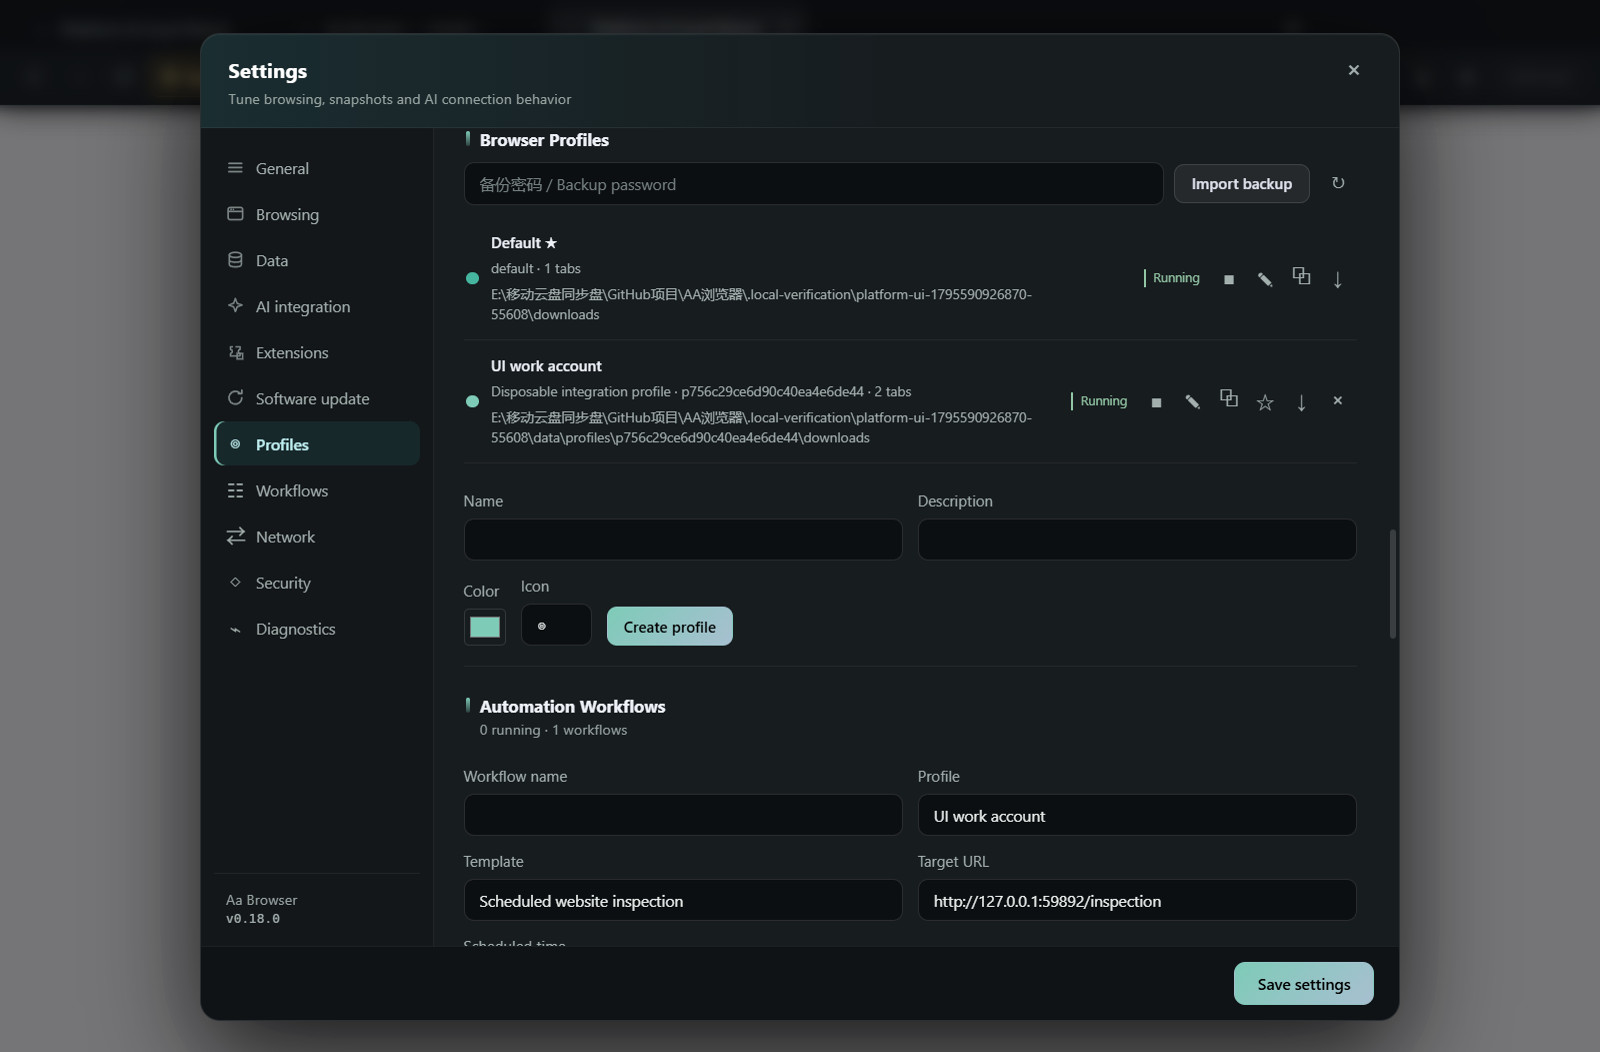 Settings
Tune browsing, snapshots and AI connection behavior
General
Browsing
Data
AI integration
Extensions
Software update
Profiles
Workflows
Network
Security
Diagnostics
Aa Browser
v0.18.0
Browser Profiles
备份密码 / Backup password
Import backup
Default ★
default · 1 tabs
E:\移动云盘同步盘\GitHub项目\AA浏览器\.local-verification\platform-ui-1795590926870-
55608\downloads
Running
UI work account
Disposable integration profile · p756c29ce6d90c40ea4e6de44 · 2 tabs
E:\移动云盘同步盘\GitHub项目\AA浏览器\.local-verification\platform-ui-1795590926870-
55608\data\profiles\p756c29ce6d90c40ea4e6de44\downloads
Running
Name
Description
Color
Icon
Create profile
Automation Workflows
0 running · 1 workflows
Workflow name
Profile
UI work account
Template
Target URL
Scheduled website inspection
http://127.0.0.1:59892/inspection
Scheduled time
Save settings